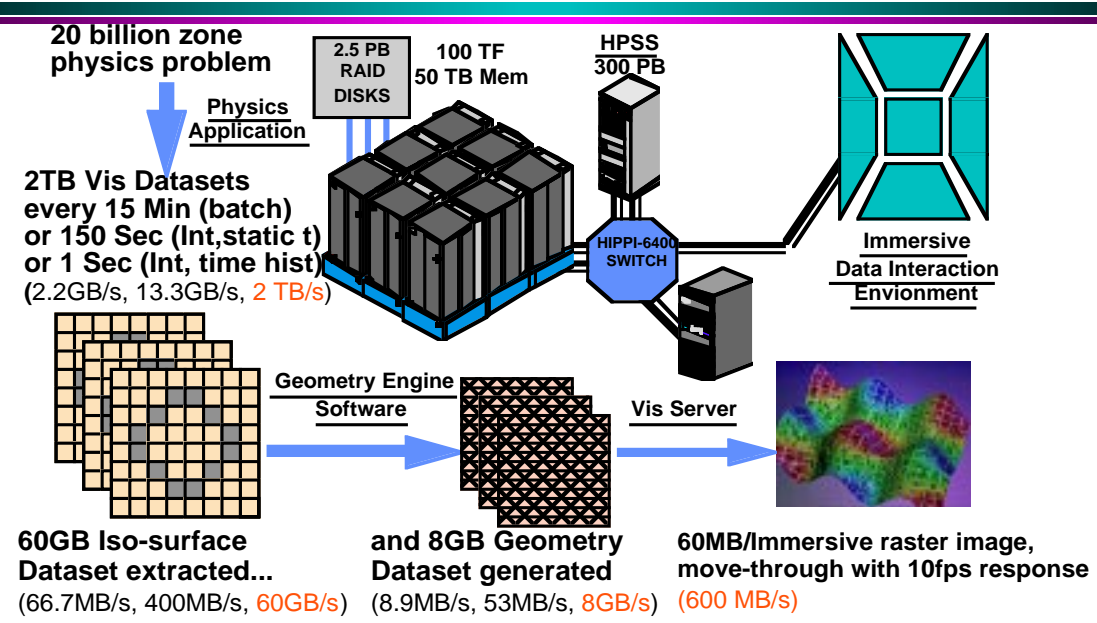 20 billion zone
physics problem
Physics
Application
2TB Vis Datasets
every 15 Min (batch)
or 150 Sec (Int,static t)
or 1 Sec (Int, time hist)
(2.2GB/s, 13.3GB/s, 2 TB/s)
2.5 PB
RAID
DISKS
100 TF
50 TB Mem
HPSS
300 PB
HIPPI-6400
SWITCH
Immersive
Data Interaction
Envionment
Geometry Engine
Software
Vis Server
60GB Iso-surface
Dataset extracted...
(66.7MB/s, 400MB/s, 60GB/s)
and 8GB Geometry
Dataset generated
(8.9MB/s, 53MB/s, 8GB/s)
60MB/Immersive raster image,
move-through with 10fps response
(600 MB/s)